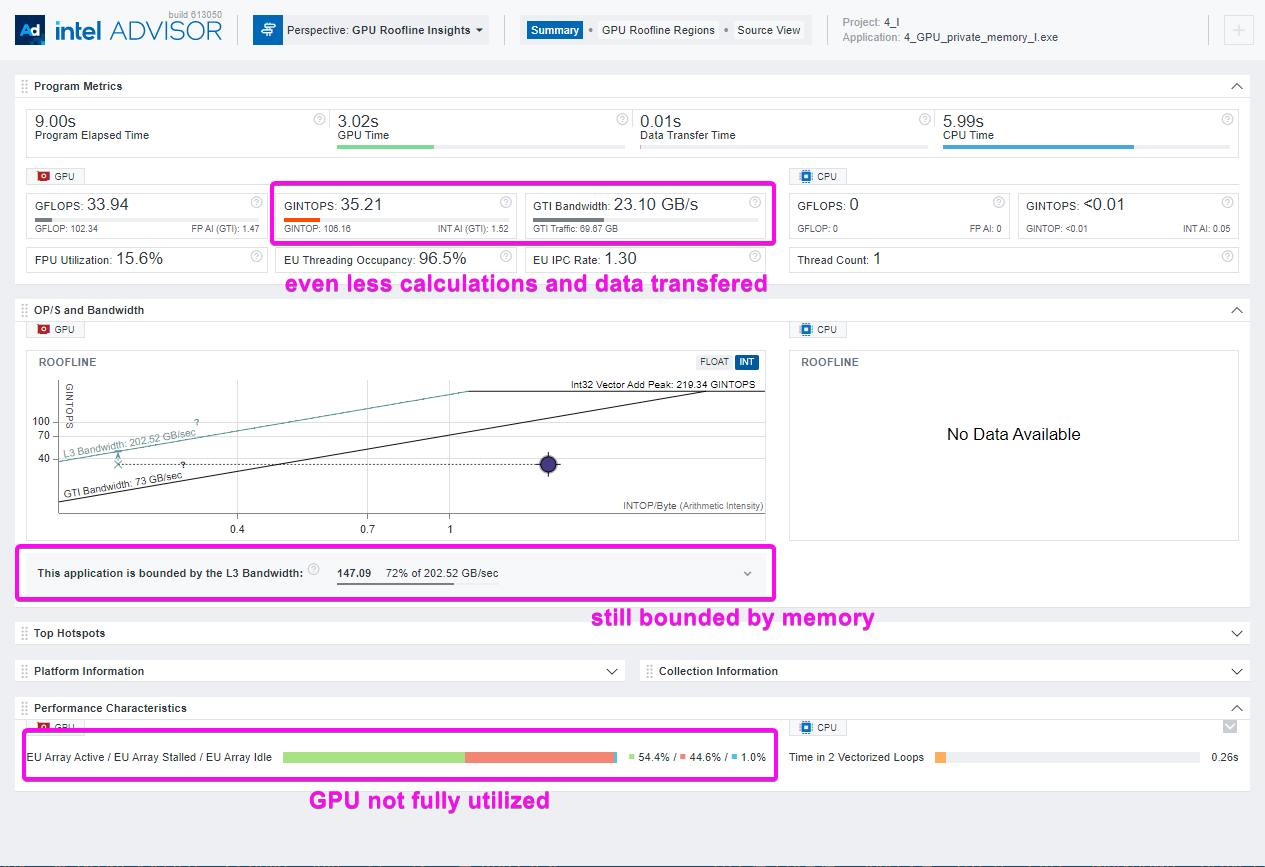 build 613050
Ad intel ADVISOR
Perspective: GPU Roofline Insights
Summary • GPU Roofline Regions • Source View
Project: 4_I
Application: 4_GPU_private_memory_I.exe
Program Metrics
9.00s
Program Elapsed Time
3.02s
GPU Time
0.01s
Data Transfer Time
5.99s
CPU Time
GPU
CPU
GFLOPS: 33.94
GFLOP: 102.34 FP AI (GTI): 1.47
GINTOPS: 35.21
GINTOP: 106.16 INT AI (GTI): 1.52
GTI Bandwidth: 23.10 GB/s
GTI Traffic: 69.67 GB
GFLOPS: 0
GFLOP: 0 FP AI: 0
GINTOPS: <0.01
GINTOP: <0.01 INT AI: 0.05
FPU Utilization: 15.6%
EU Threading Occupancy: 96.5%
EU IPC Rate: 1.30
Thread Count: 1
even less calculations and data transfered
OP/S and Bandwidth
GPU
CPU
ROOFLINE
FLOAT INT
GINTOPS
Int32 Vector Add Peak: 219.34 GINTOPS
100
70
40
L3 Bandwidth: 202.52 GB/sec
?
GTI Bandwidth: 73 GB/sec
?
INTOP/Byte (Arithmetic Intensity)
0.4 0.7 1
ROOFLINE
No Data Available
This application is bounded by the L3 Bandwidth: 147.09 72% of 202.52 GB/sec
still bounded by memory
Top Hotspots
Platform Information
Collection Information
Performance Characteristics
GPU
CPU
EU Array Active / EU Array Stalled / EU Array Idle 54.4% / 44.6% / 1.0%
Time in 2 Vectorized Loops 0.26s
GPU not fully utilized